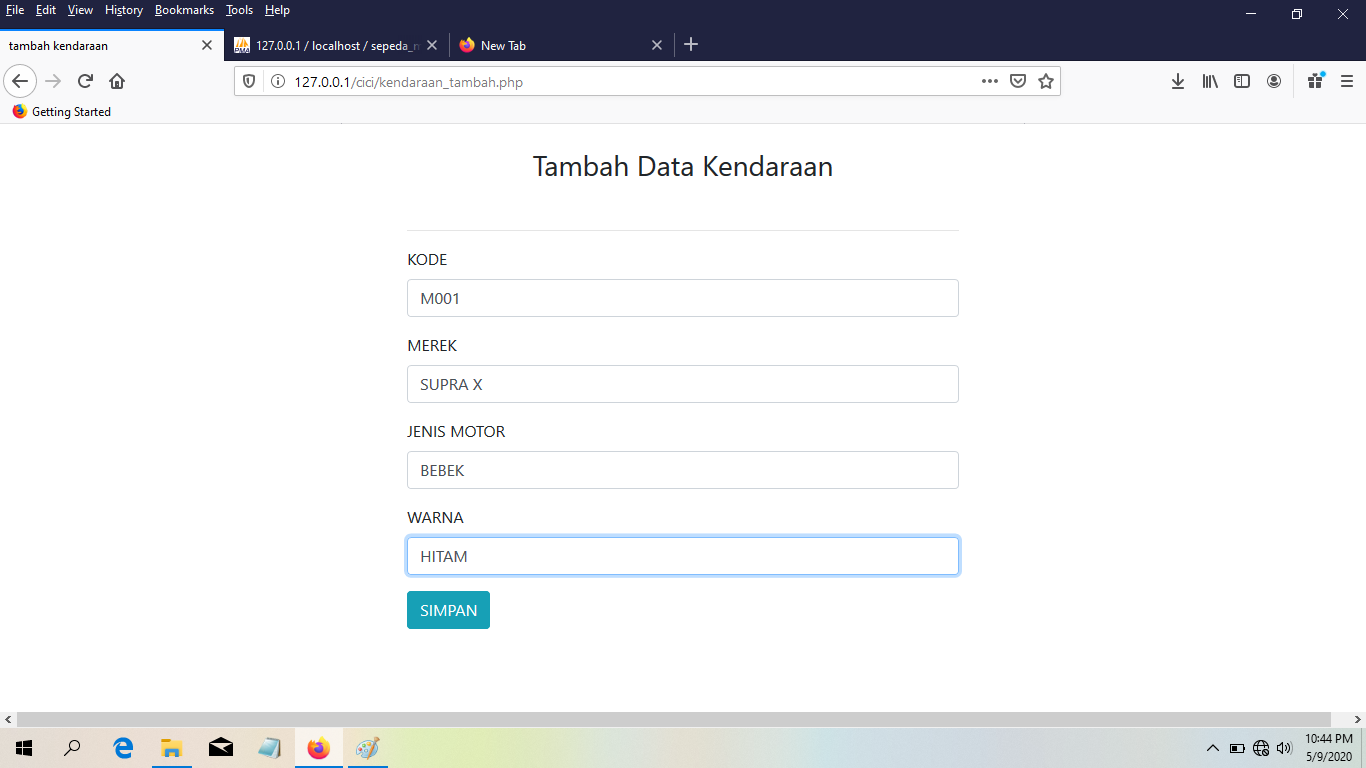 File Edit View History Bookmarks Tools Help
tambah kendaraan
127.0.0.1 / localhost / sepeda_m
New Tab
127.0.0.1/cici/kendaraan_tambah.php
Getting Started
Tambah Data Kendaraan
KODE
M001
MEREK
SUPRA X
JENIS MOTOR
BEBEK
WARNA
HITAM
SIMPAN
10:44 PM
5/9/2020